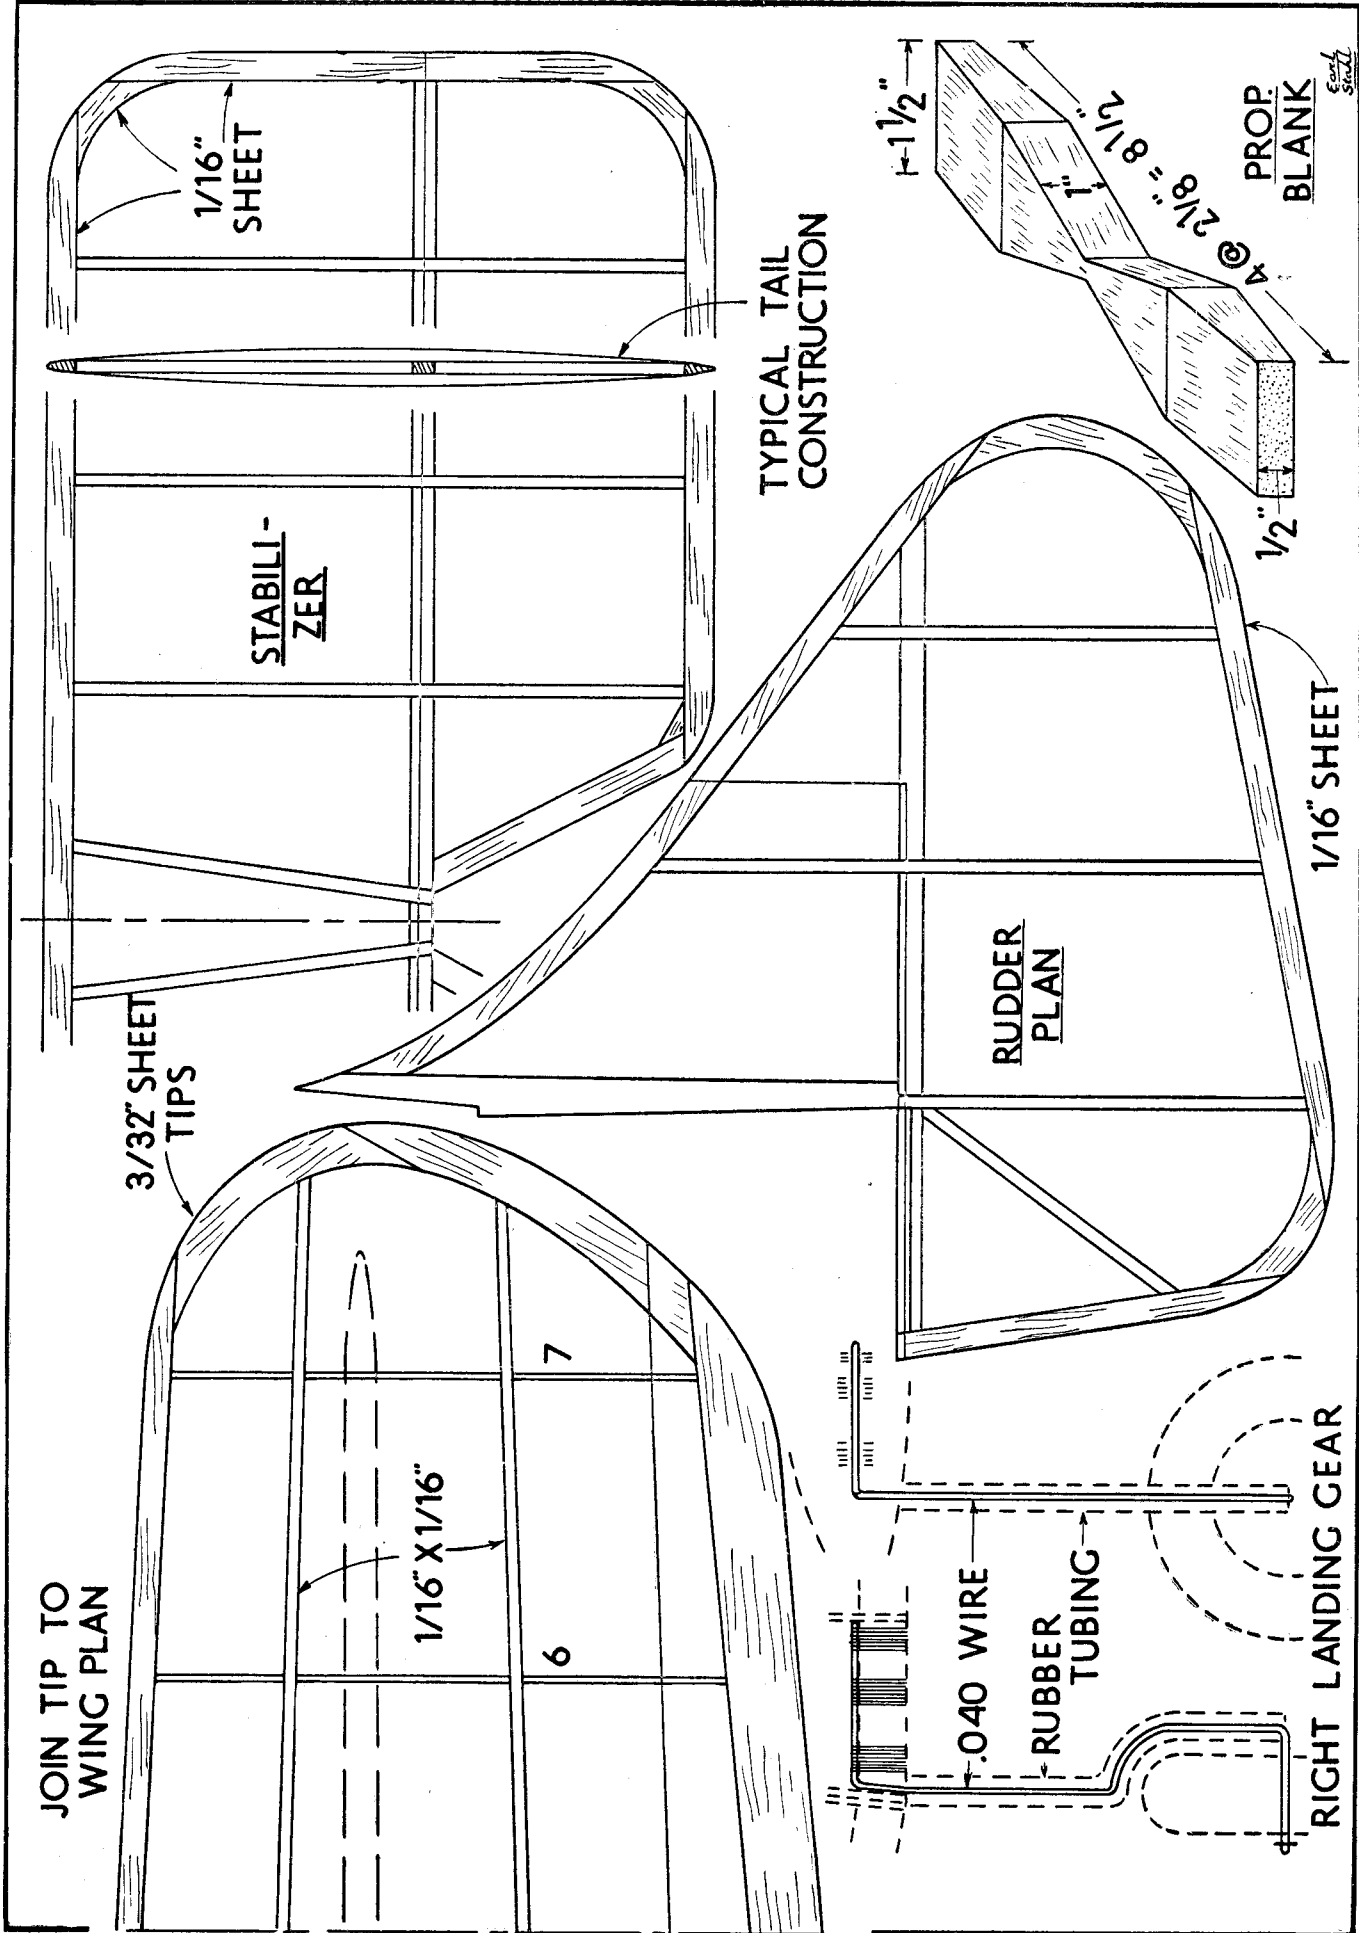 JOIN TIP TO
WING PLAN
3/32" SHEET
TIPS
1/16"
SHEET
STABILI-
ZER
1/16" X 1/16"
6
7
TYPICAL TAIL
CONSTRUCTION
RUDDER
PLAN
1/16" SHEET
.040 WIRE
RUBBER
TUBING
RIGHT LANDING GEAR
1 1/2"
1"
4 @ 2 1/8" = 8 1/2"
1/2"
PROP.
BLANK
Earl
Stahl